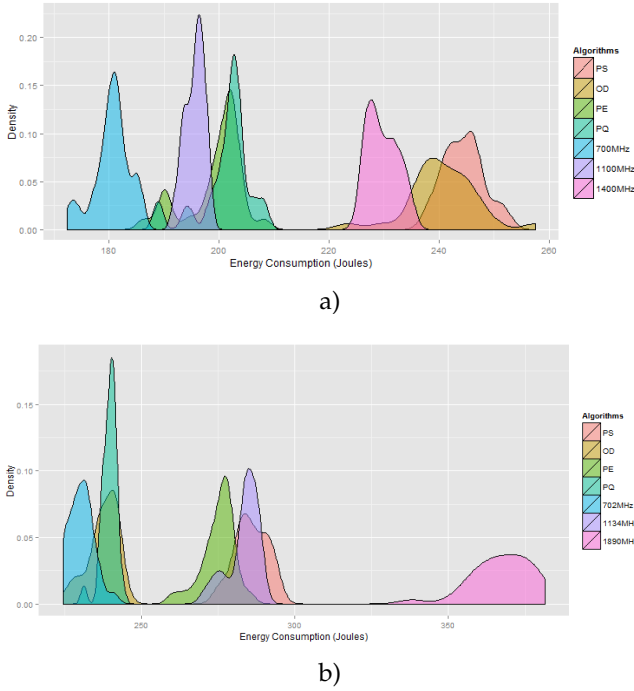 0.20
0.15
0.10
0.05
0.00
Density
180
200
220
240
260
Energy Consumption (Joules)
Algorithms
PS
OD
PE
PQ
700MHz
1100MHz
1400MHz
a)
0.15
0.10
0.05
0.00
Density
250
300
350
Energy Consumption (Joules)
Algorithms
PS
OD
PE
PQ
702MHz
1134MH
1890MH
b)